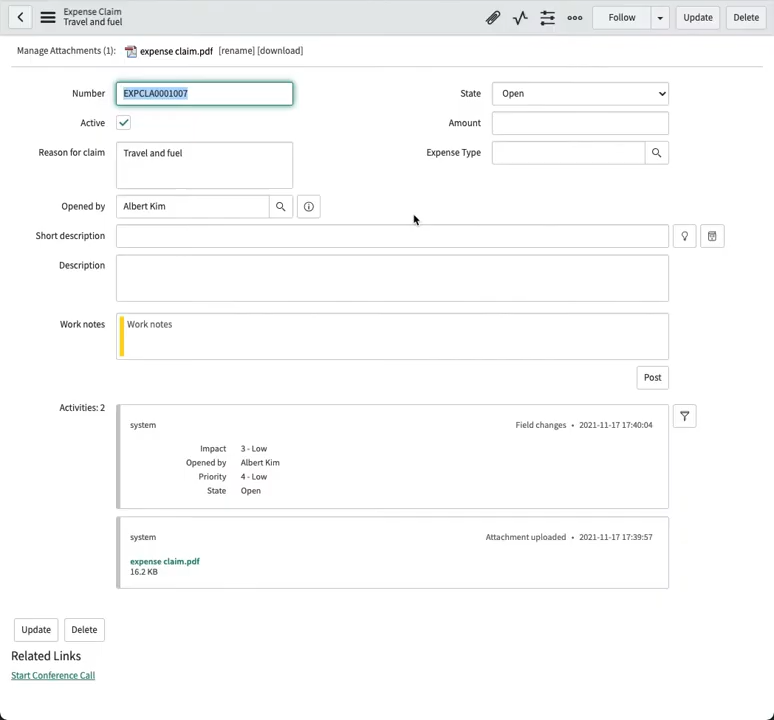 Expense Claim
Travel and fuel
Follow
Update
Delete
Manage Attachments (1): expense claim.pdf [rename] [download]
Number EXPCLA0001007
State Open
Active
Amount
Reason for claim Travel and fuel
Expense Type
Opened by Albert Kim
Short description
Description
Work notes Work notes
Post
Activities: 2
system Field changes • 2021-11-17 17:40:04
Impact 3 - Low
Opened by Albert Kim
Priority 4 - Low
State Open
system Attachment uploaded • 2021-11-17 17:39:57
expense claim.pdf
16.2 KB
Update Delete
Related Links
Start Conference Call